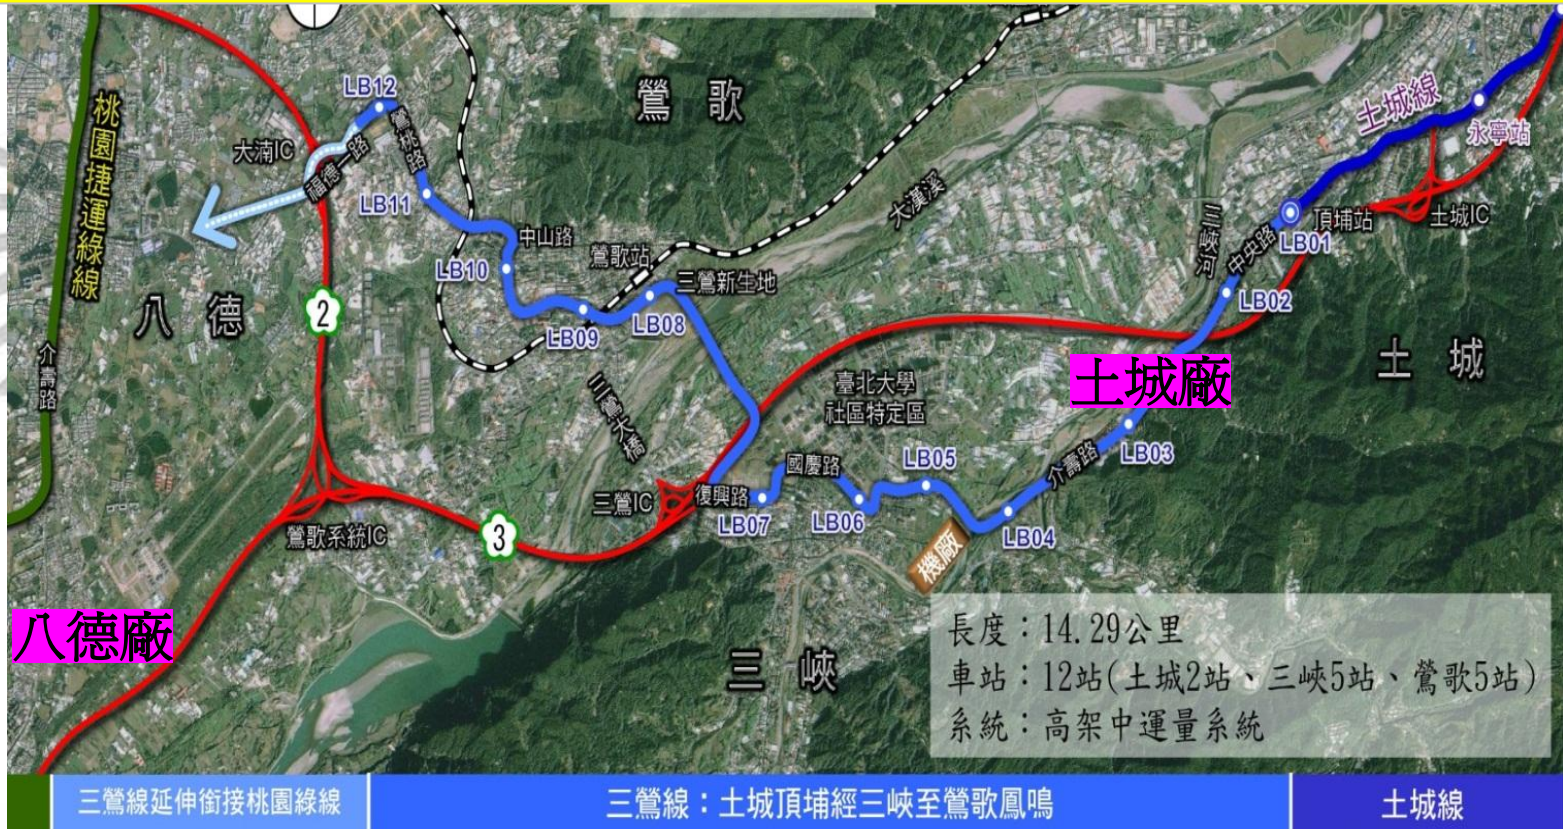 LB12
鶯 歌
土城線
永寧站
桃園捷運綠線
大湳IC
福德一路
鶯桃路
LB11
大漢溪
頂埔站
土城IC
LB01
三峽河
中央路
中山路
鶯歌站
LB10
三鶯新生地
LB02
八 德
2
LB09
LB08
介壽路
三鶯大橋
臺北大學
社區特定區
土城廠
土 城
國慶路
LB05
介壽路
LB03
三鶯IC
復興路
LB07
LB06
LB04
鶯歌系統IC
3
機廠
八德廠
三 峽
長度：14.29公里
車站：12站(土城2站、三峽5站、鶯歌5站)
系統：高架中運量系統
三鶯線延伸銜接桃園綠線
三鶯線：土城頂埔經三峽至鶯歌鳳鳴
土城線